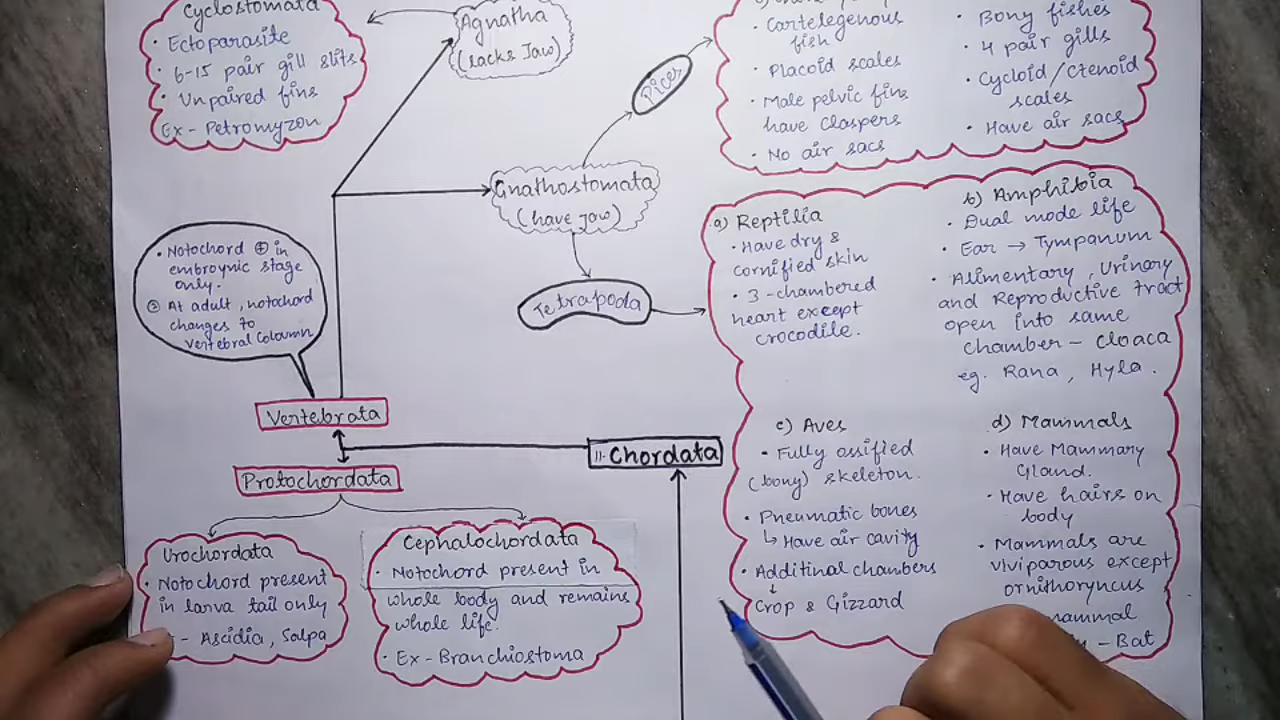 Cyclostomata
• Ectoparasite
• 6-15 pair gill slits
• Unpaired fins
Ex - Petromyzon
Agnatha
(lacks Jaw)
Pices
• Cartelegenous
fish
• Placoid scales
• Male pelvic fins
have Claspers
• No air sacs
• Bony fishes
• 4 pair gills
• Cycloid/Ctenoid
scales
• Have air sacs
Gnathostomata
(have jaw)
Tetrapoda
a) Reptilia
• Have dry &
cornified skin
• 3-chambered
heart except
crocodile.
b) Amphibia
• Dual mode life
• Ear → Tympanum
• Alimentary, Urinary
and Reproductive tract
open into same
chamber - cloaca
eg. Rana, Hyla.
• Notochord ⊕ in
embroynic stage
only.
② At adult, notochord
changes to
vertebral coloumn
Vertebrata
Protochordata
11. Chordata
Urochordata
• Notochord present
in larva tail only
- Ascidia, Salpa
Cephalochordata
• Notochord present in
whole body and remains
whole life.
• Ex - Branchiostoma
c) Aves
• Fully ossified
(bony) skeleton.
• Pneumatic bones
↳ Have air cavity
• Additinal chambers
↓
Crop & Gizzard
d) Mammals
• Have Mammary
Gland.
• Have hairs on
body
• Mammals are
viviparous except
ornithoryncus
mammal
- Bat